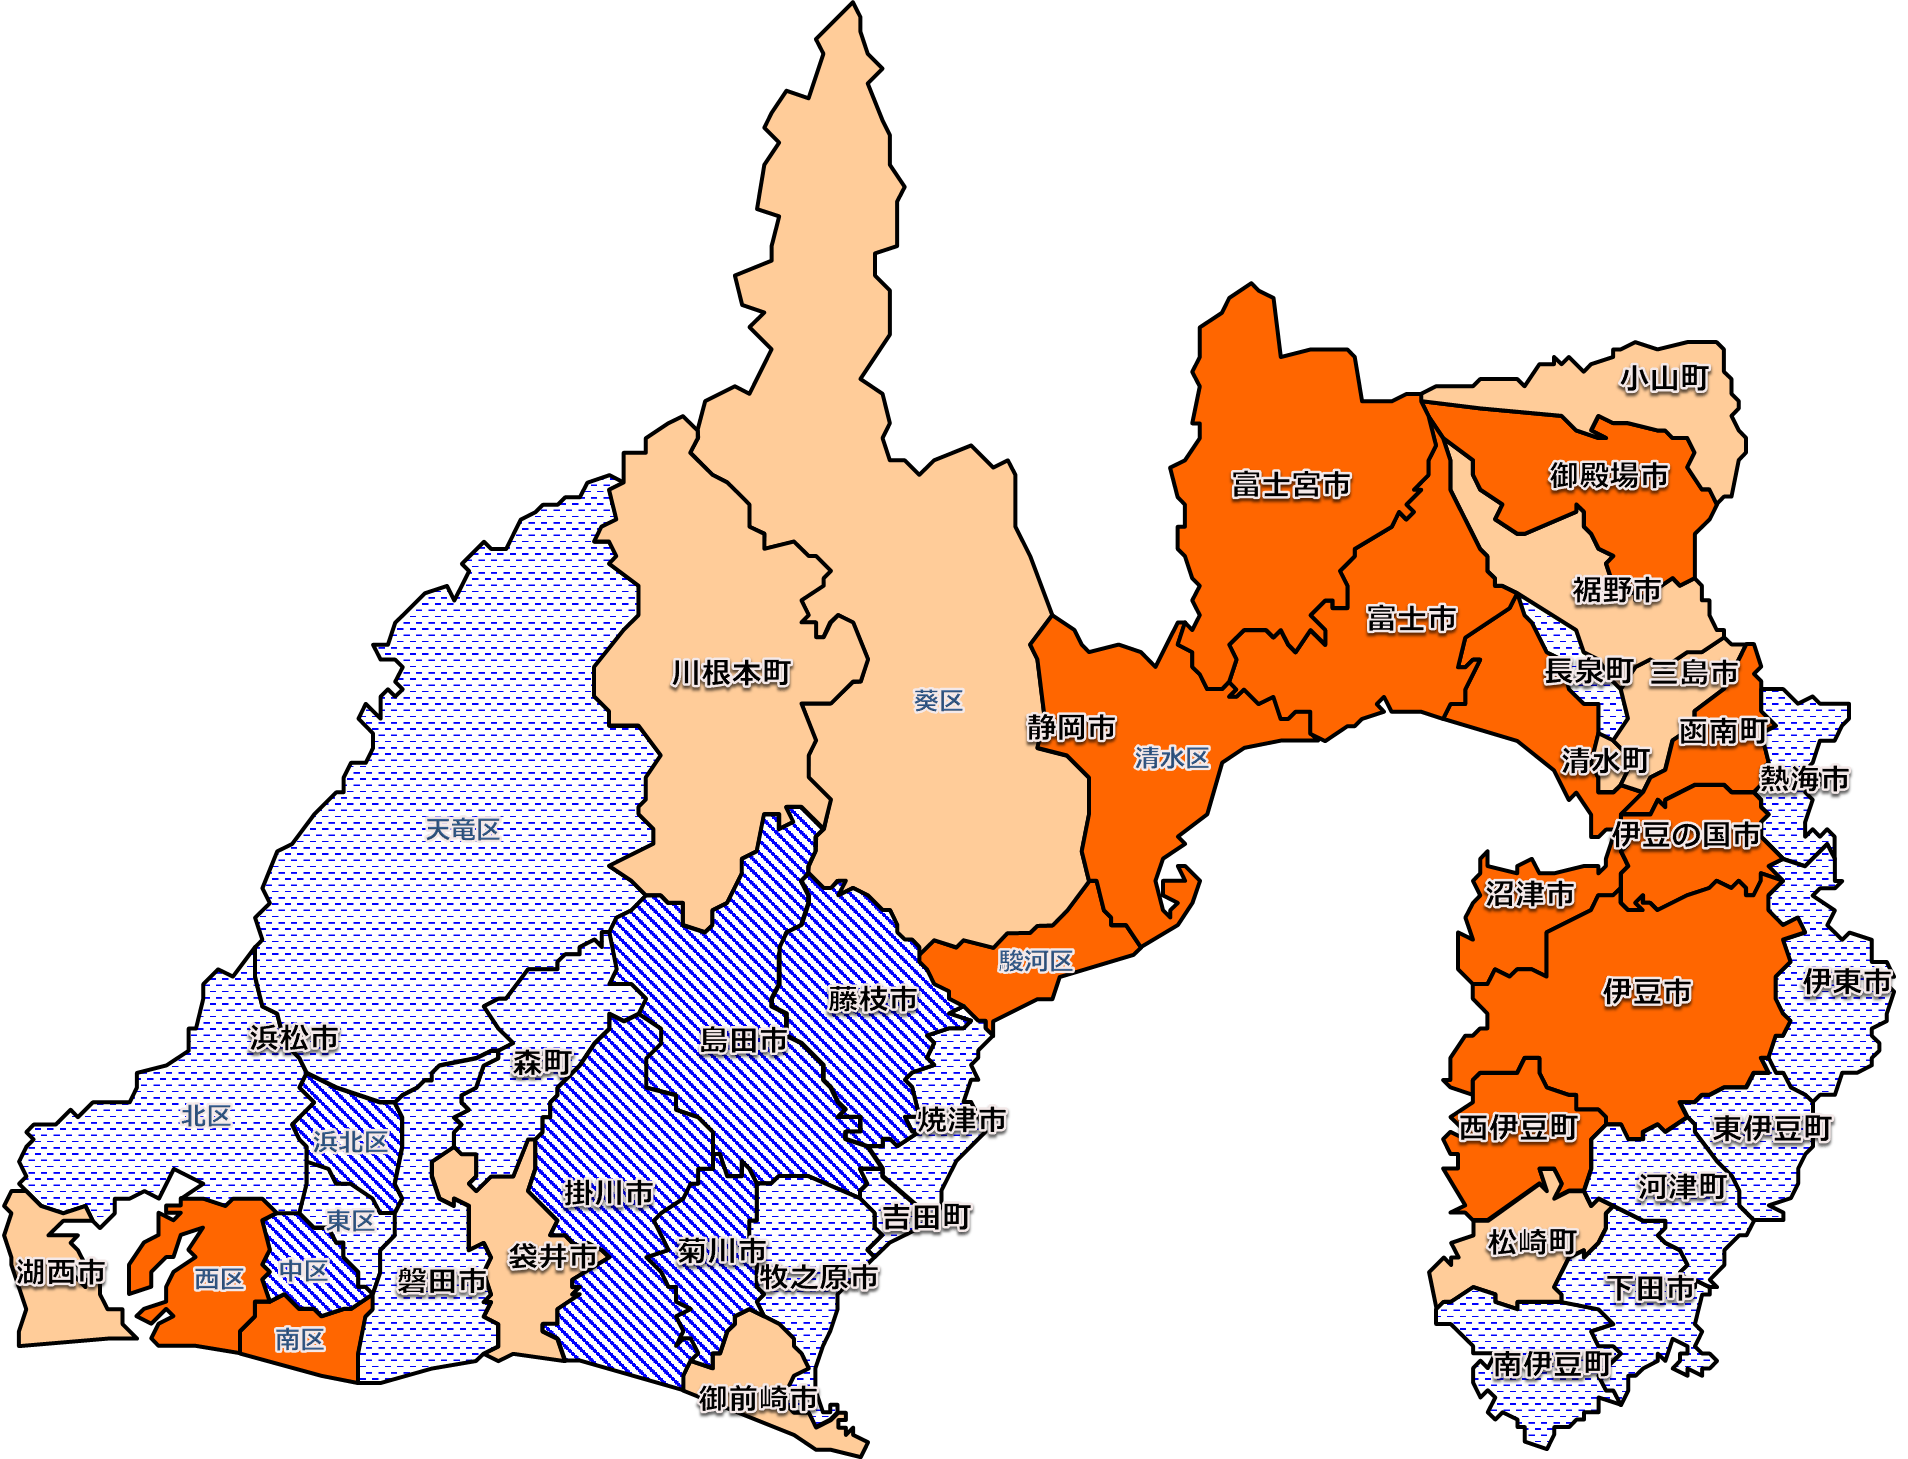 小山町
御殿場市
富士宮市
裾野市
富士市
長泉町
三島市
川根本町
葵区
静岡市
函南町
清水区
清水町
熱海市
天竜区
伊豆の国市
沼津市
駿河区
伊東市
伊豆市
藤枝市
浜松市
島田市
森町
北区
焼津市
西伊豆町
東伊豆町
浜北区
河津町
掛川市
東区
吉田町
松崎町
菊川市
袋井市
湖西市
西区
中区
磐田市
牧之原市
下田市
南区
南伊豆町
御前崎市